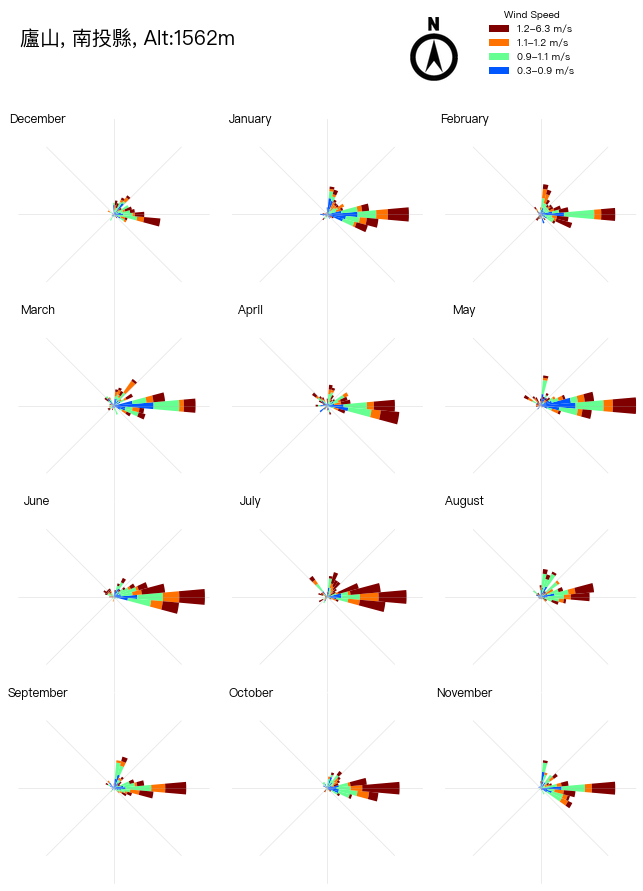 廬山, 南投縣, Alt:1562m
N
Wind Speed
1.2–6.3 m/s
1.1–1.2 m/s
0.9–1.1 m/s
0.3–0.9 m/s
December
January
February
March
April
May
June
July
August
September
October
November